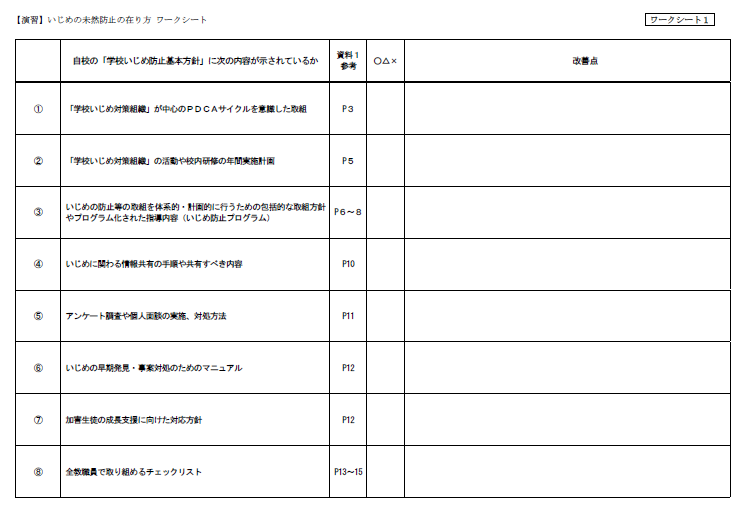 【演習】いじめの未然防止の在り方 ワークシート
ワークシート１
自校の「学校いじめ防止基本方針」に次の内容が示されているか
資料１
参考
○△×
改善点
① 「学校いじめ対策組織」が中心のＰＤＣＡサイクルを意識した取組 P３
② 「学校いじめ対策組織」の活動や校内研修の年間実施計画 P５
③ いじめの防止等の取組を体系的・計画的に行うための包括的な取組方針
やプログラム化された指導内容（いじめ防止プログラム） P６～８
④ いじめに関わる情報共有の手順や共有すべき内容 P10
⑤ アンケート調査や個人面談の実施、対処方法 P11
⑥ いじめの早期発見・事案対処のためのマニュアル P12
⑦ 加害生徒の成長支援に向けた対応方針 P12
⑧ 全教職員で取り組めるチェックリスト P13～15